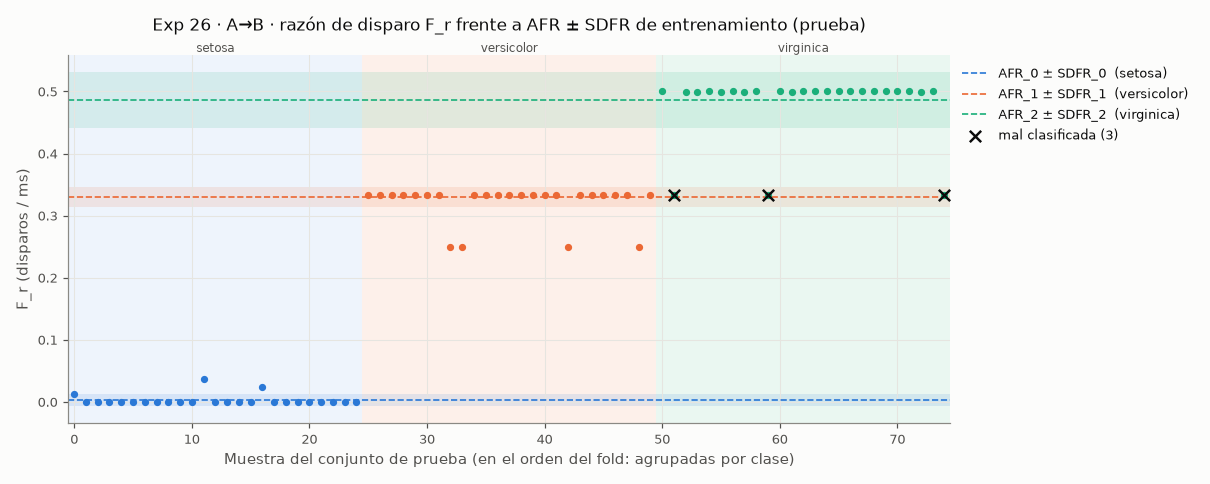 Exp 26 · A→B · razón de disparo F_r frente a AFR ± SDFR de entrenamiento (prueba)
setosa
versicolor
virginica
AFR_0 ± SDFR_0  (setosa)
AFR_1 ± SDFR_1  (versicolor)
AFR_2 ± SDFR_2  (virginica)
mal clasificada (3)
F_r (disparos / ms)
0.5
0.4
0.3
0.2
0.1
0.0
0
10
20
30
40
50
60
70
Muestra del conjunto de prueba (en el orden del fold: agrupadas por clase)